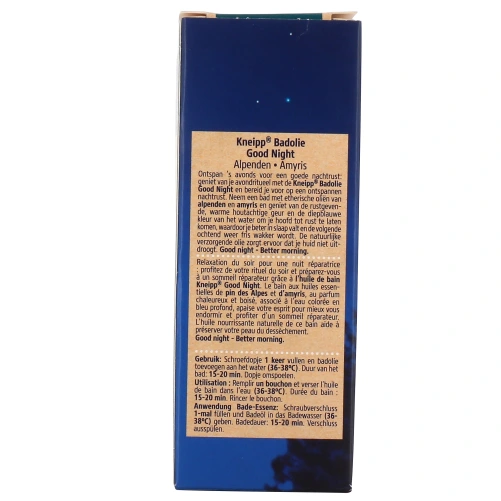 Kneipp® Badolie
Good Night
Alpenden • Amyris
Ontspan 's avonds voor een goede nachtrust:
geniet van je avondritueel met de Kneipp® Badolie
Good Night en bereid je voor op een ontspannen
nachtrust. Neem een bad met etherische oliën van
alpenden en amyris en geniet van de rustgeven-
de, warme houtachtige geur en de diepblauwe
kleur van het water om je hoofd tot rust te laten
komen, waardoor je beter in slaap valt en de volgende
ochtend weer fris wakker wordt. De natuurlijke
verzorgende olie zorgt ervoor dat je huid niet uit-
droogt. Good night - Better morning.
Relaxation du soir pour une nuit réparatrice
: profitez de votre rituel du soir et préparez-vous
à un sommeil réparateur grâce à l'huile de bain
Kneipp® Good Night. Le bain aux huiles essen-
tielles de pin des Alpes et d'amyris, au parfum
chaleureux et boisé, associé à l'eau colorée en
bleu profond, apaise votre esprit pour mieux vous
endormir et profiter d'un sommeil réparateur.
L'huile nourrissante naturelle de ce bain aide à
préserver votre peau du dessèchement.
Good night - Better morning.
Gebruik: Schroefdopje 1 keer vullen en badolie
toevoegen aan het water (36-38ºC). Duur van het
bad: 15-20 min. Dopje omspoelen.
Utilisation : Remplir un bouchon et verser l'huile
de bain dans l'eau (36-38ºC). Durée du bain :
15-20 min. Rincer le bouchon.
Anwendung Bade-Essenz: Schraubverschluss
1-mal füllen und Badeöl in das Badewasser (36-
38ºC) geben. Badedauer: 15-20 min. Verschluss
ausspülen.